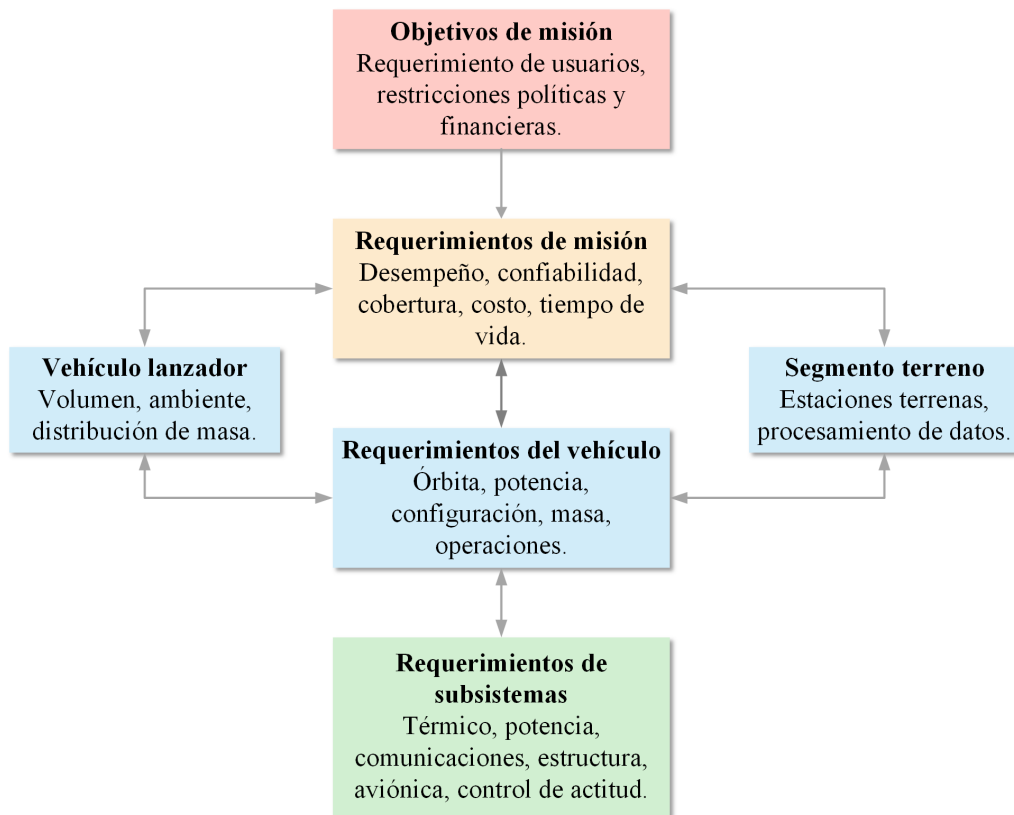 Objetivos de misión
Requerimiento de usuarios,
restricciones políticas y
financieras.
Requerimientos de misión
Desempeño, confiabilidad,
cobertura, costo, tiempo de
vida.
Vehículo lanzador
Volumen, ambiente,
distribución de masa.
Segmento terreno
Estaciones terrenas,
procesamiento de datos.
Requerimientos del vehículo
Órbita, potencia,
configuración, masa,
operaciones.
Requerimientos de
subsistemas
Térmico, potencia,
comunicaciones, estructura,
aviónica, control de actitud.